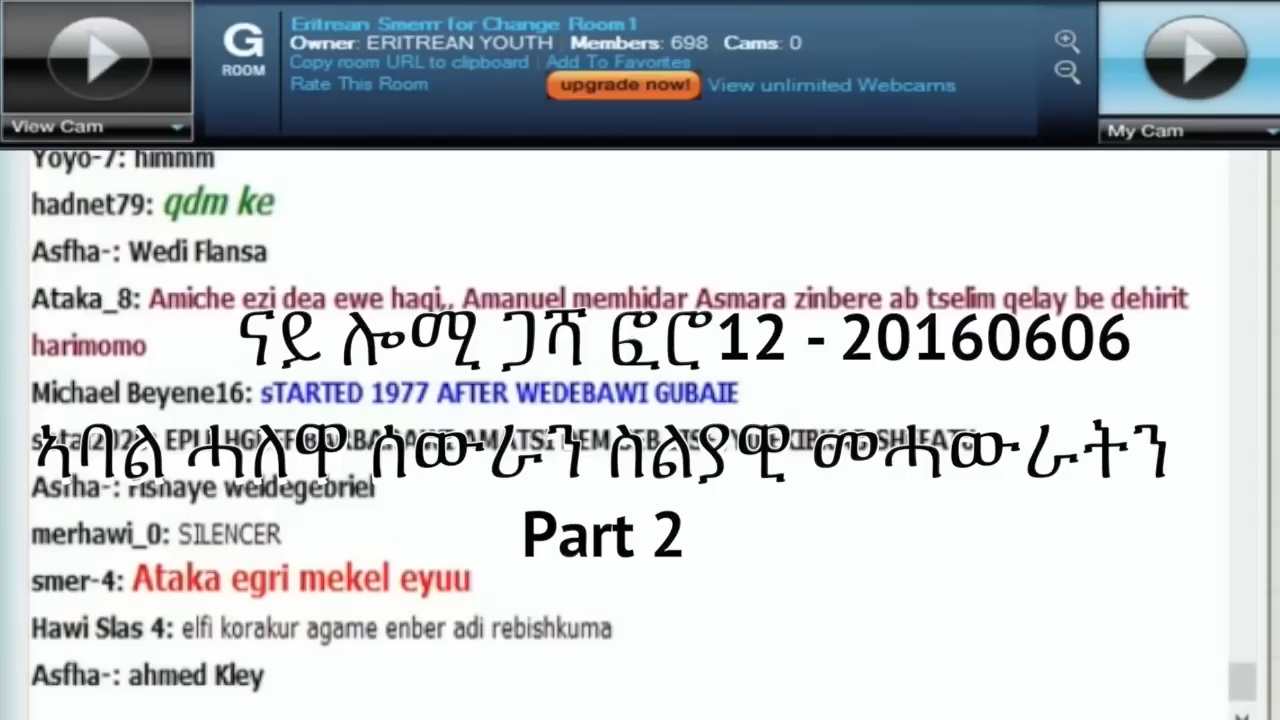 Eritrean Smerrr for Change Room1
G ROOM
Owner: ERITREAN YOUTH Members: 698 Cams: 0
Copy room URL to clipboard | Add To Favorites
Rate This Room upgrade now! View unlimited Webcams
View Cam
My Cam
Yoyo-7: himmm
hadnet79: qdm ke
Asfha-: Wedi Flansa
Ataka_8: Amiche ezi dea ewe haqi,, Amanuel memhidar Asmara zinbere ab tselim qelay be dehirit
harimomo
ናይ ሎሚ ጋሻ ፎሮ12 - 20160606
Michael Beyene16: sTARTED 1977 AFTER WEDEBAWI GUBAIE
ኣባል ሓለዋ ሰውራን ስልያዊ መሓውራትን
Asfha-: Fishaye weldegebriel
Part 2
merhawi_0: SILENCER
smer-4: Ataka egri mekel eyuu
Hawi Slas 4: elfi korakur agame enber adi rebishkuma
Asfha-: ahmed Kley